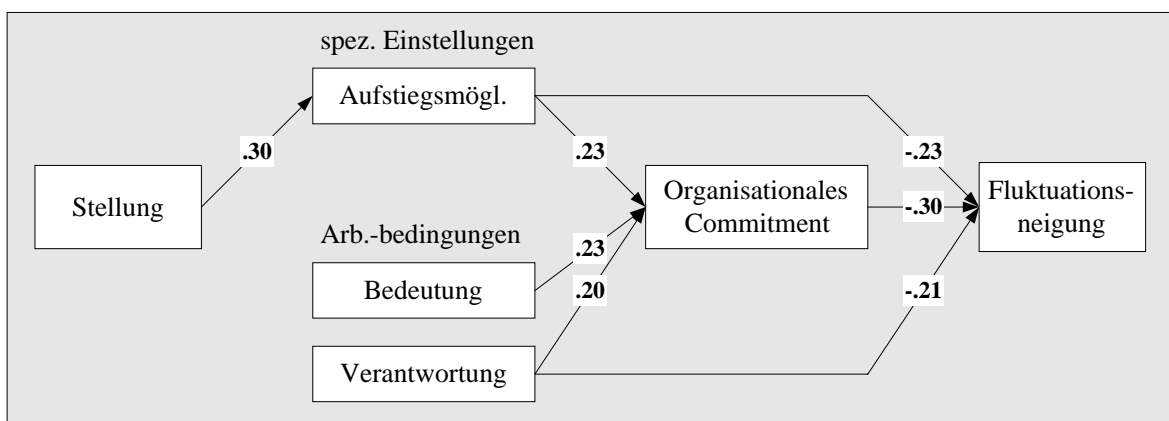 spez. Einstellungen
Aufstiegsmögl.
.30
.23
-.23
Stellung
Organisationales
Commitment
-.30
Fluktuations-
neigung
Arb.-bedingungen
.23
Bedeutung
.20
-.21
Verantwortung